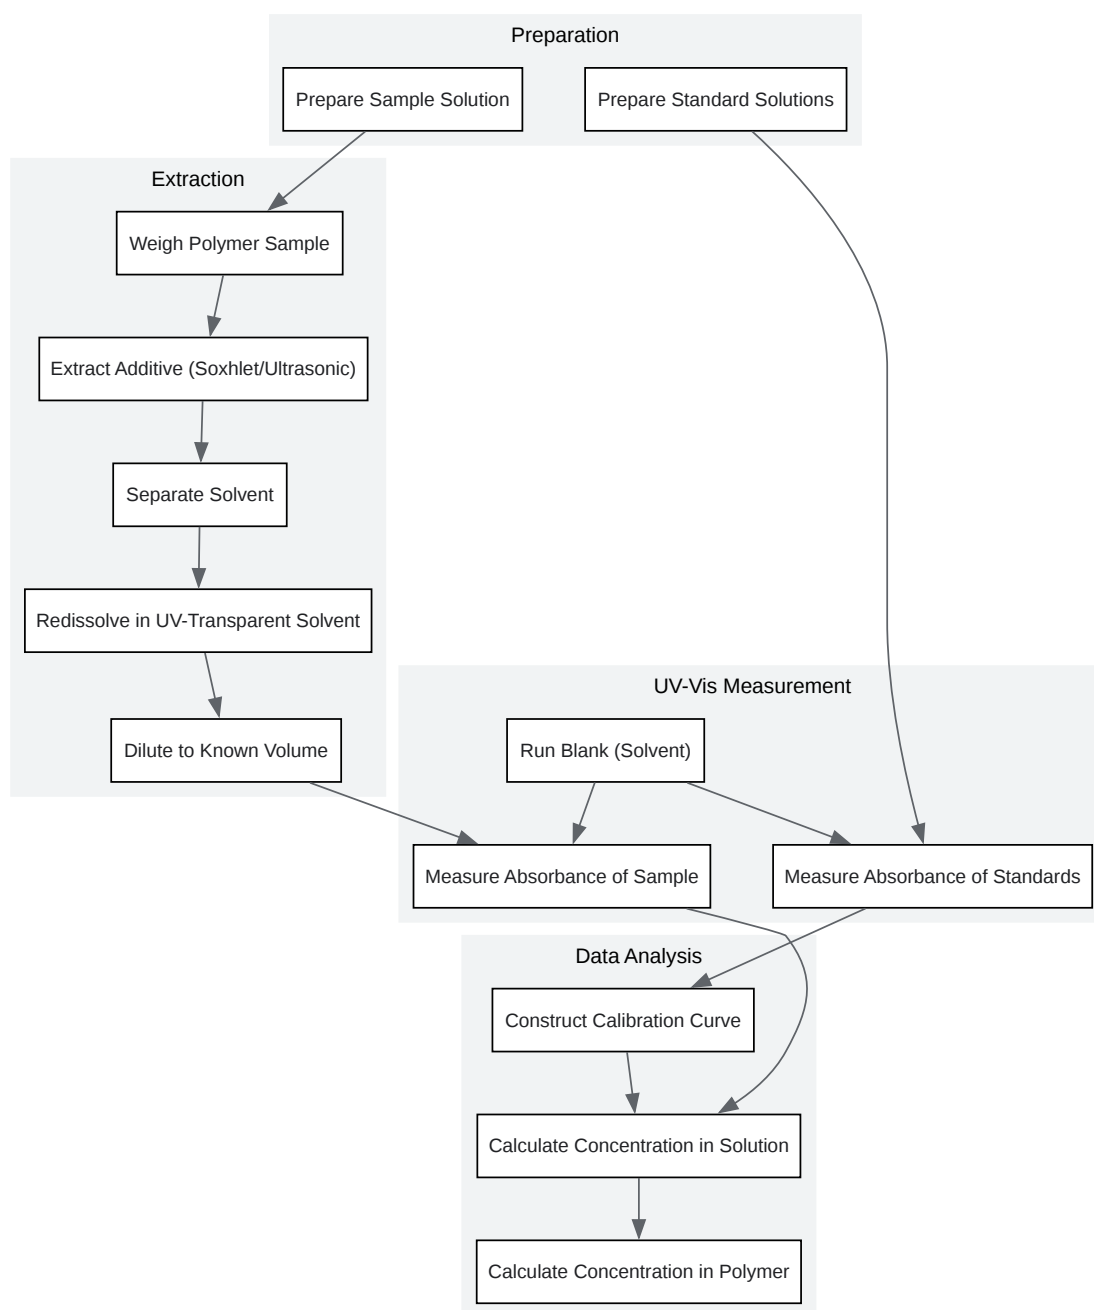 Preparation
Prepare Sample Solution
Prepare Standard Solutions
Extraction
Weigh Polymer Sample
Extract Additive (Soxhlet/Ultrasonic)
Separate Solvent
Redissolve in UV-Transparent Solvent
Dilute to Known Volume
UV-Vis Measurement
Run Blank (Solvent)
Measure Absorbance of Sample
Measure Absorbance of Standards
Data Analysis
Construct Calibration Curve
Calculate Concentration in Solution
Calculate Concentration in Polymer